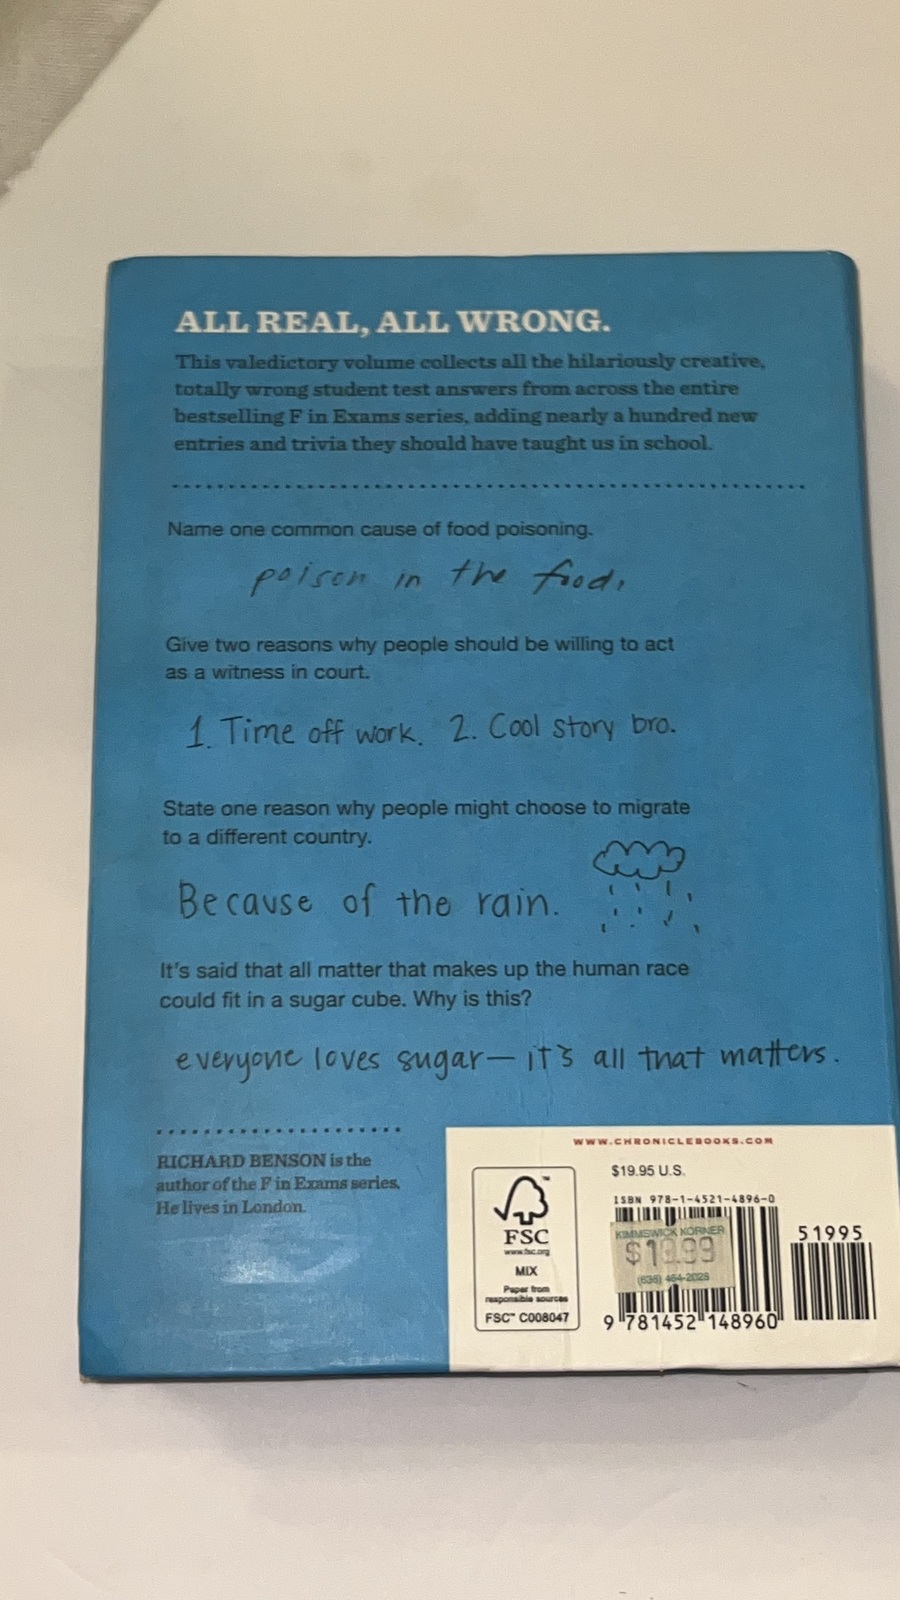 ALL REAL, ALL WRONG.
This valedictory volume collects all the hilariously creative,
totally wrong student test answers from across the entire
bestselling F in Exams series, adding nearly a hundred new
entries and trivia they should have taught us in school.
Name one common cause of food poisoning.
poison in the food.
Give two reasons why people should be willing to act
as a witness in court.
1. Time off work. 2. Cool story bro.
State one reason why people might choose to migrate
to a different country.
Because of the rain.
It's said that all matter that makes up the human race
could fit in a sugar cube. Why is this?
everyone loves sugar—it's all that matters.
RICHARD BENSON is the
author of the F in Exams series.
He lives in London.
WWW.CHRONICLEBOOKS.COM
FSC
www.fsc.org
MIX
Paper from
responsible sources
FSC™ C008047
$19.95 U.S.
ISBN 978-1-4521-4896-0
KIMMSWICK KORNER
(636) 464-2028
9 781452 148960
51995